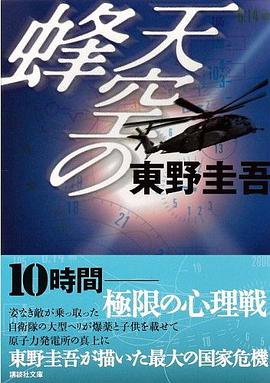 天空の
蜂
東野圭吾
10時間──
極限の心理戦
姿なき敵が乗っ取った
自衛隊の大型ヘリが爆薬と子供を載せて
原子力発電所の真上に
東野圭吾が描いた最大の国家危機
講談社文庫